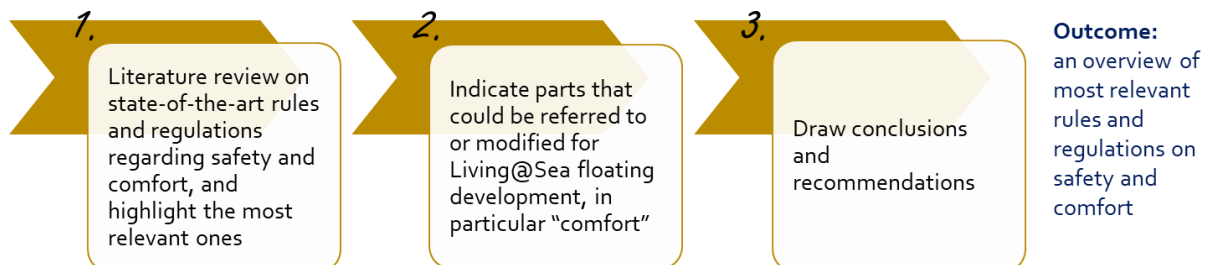 1.
Literature review on
state-of-the-art rules
and regulations
regarding safety and
comfort, and
highlight the most
relevant ones
2.
Indicate parts that
could be referred to
or modified for
Living@Sea floating
development, in
particular “comfort”
3.
Draw conclusions
and
recommendations
Outcome:
an overview of
most relevant
rules and
regulations on
safety and
comfort